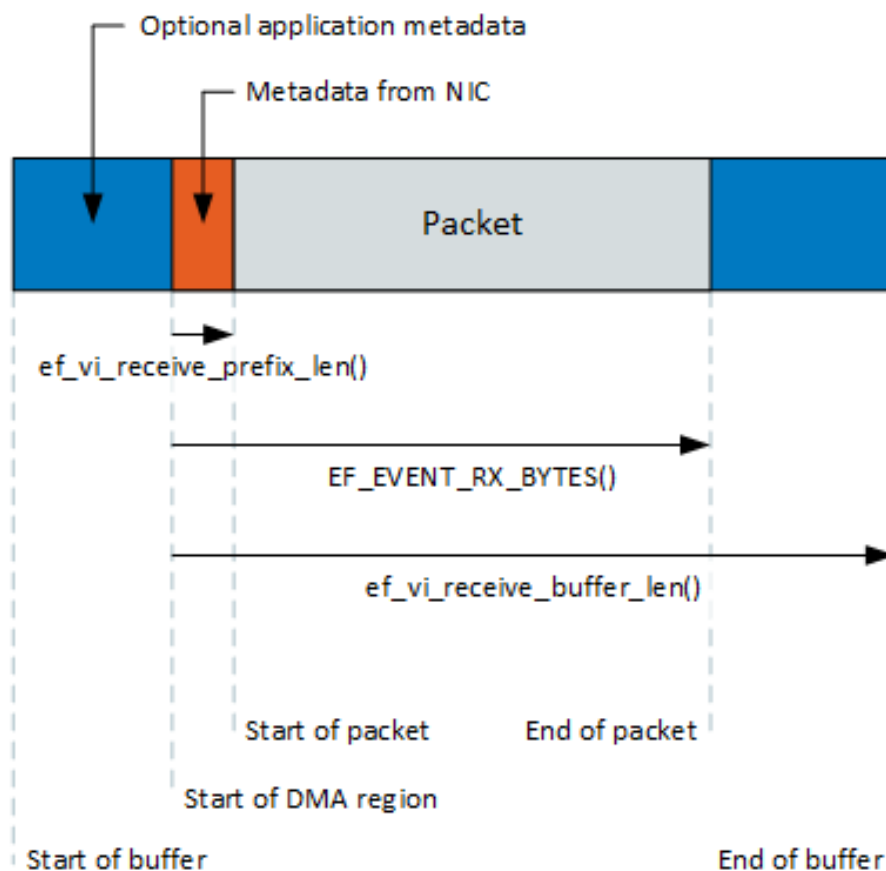 Optional application metadata
Metadata from NIC
Packet
ef_vi_receive_prefix_len()
EF_EVENT_RX_BYTES()
ef_vi_receive_buffer_len()
Start of packet
End of packet
Start of DMA region
Start of buffer
End of buffer